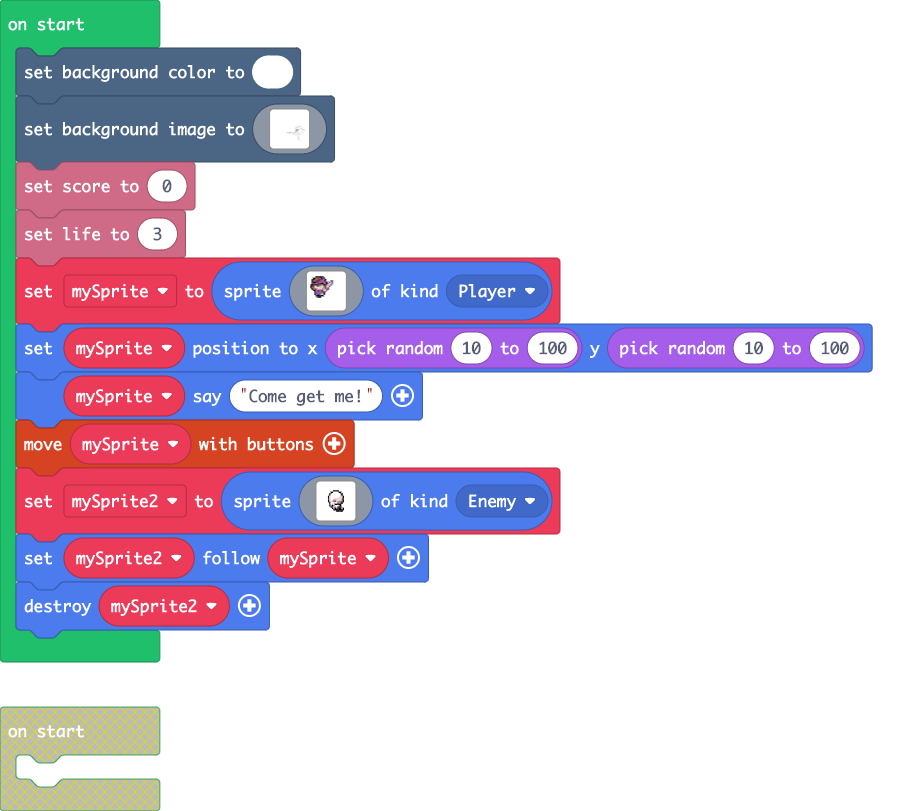 on start
set background color to
set background image to
set score to 0
set life to 3
set mySprite to sprite of kind Player
set mySprite position to x pick random 10 to 100 y pick random 10 to 100
mySprite say "Come get me!"
move mySprite with buttons
set mySprite2 to sprite of kind Enemy
set mySprite2 follow mySprite
destroy mySprite2
on start